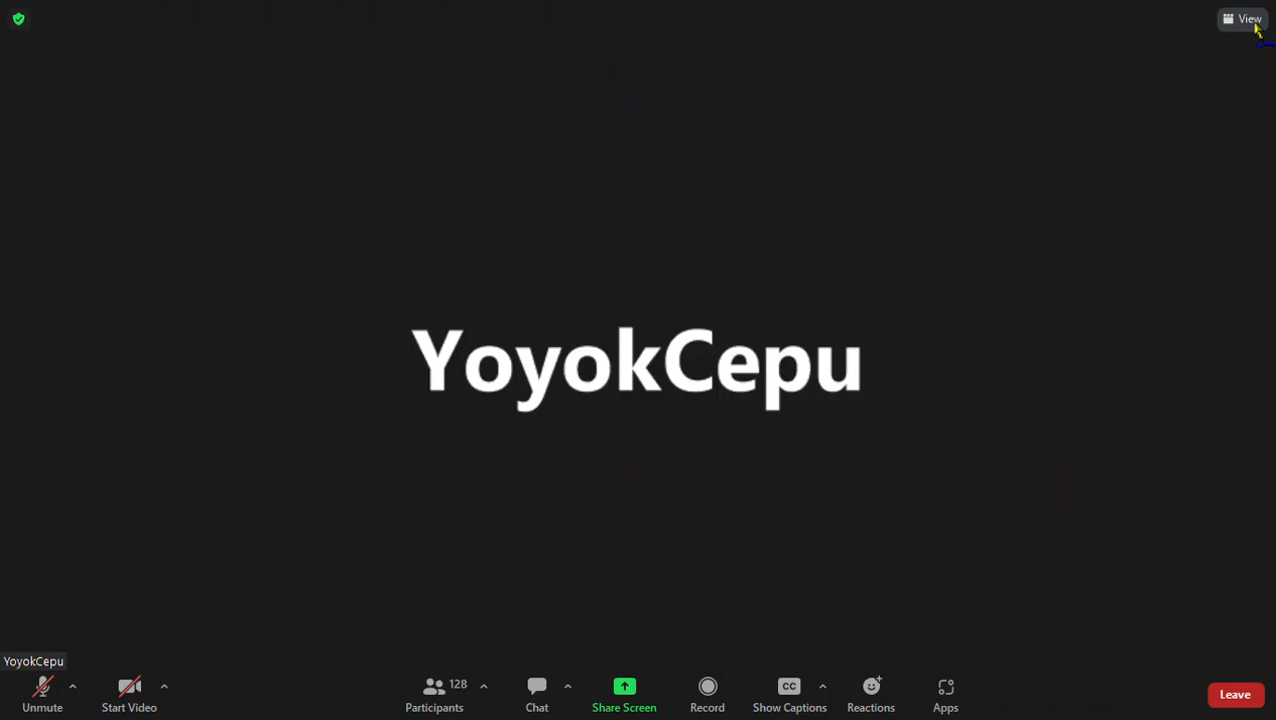 View
YoyokCepu
YoyokCepu
Unmute
Start Video
128
Participants
Chat
Share Screen
Record
CC
Show Captions
Reactions
Apps
Leave